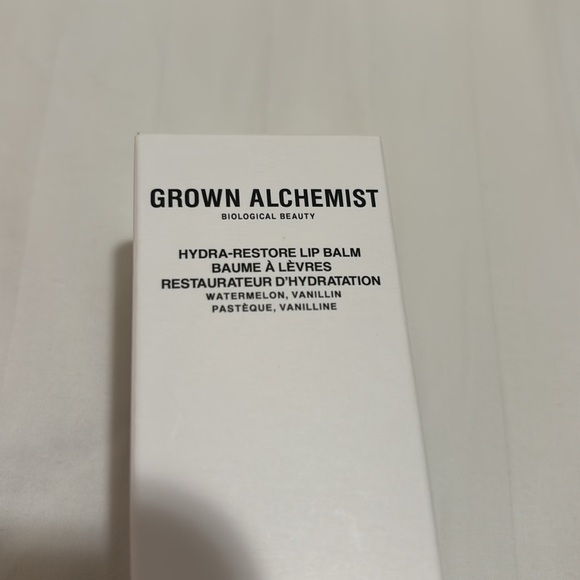 GROWN ALCHEMIST
BIOLOGICAL BEAUTY
HYDRA-RESTORE LIP BALM
BAUME À LÈVRES
RESTAURATEUR D'HYDRATATION
WATERMELON, VANILLIN
PASTÈQUE, VANILLINE